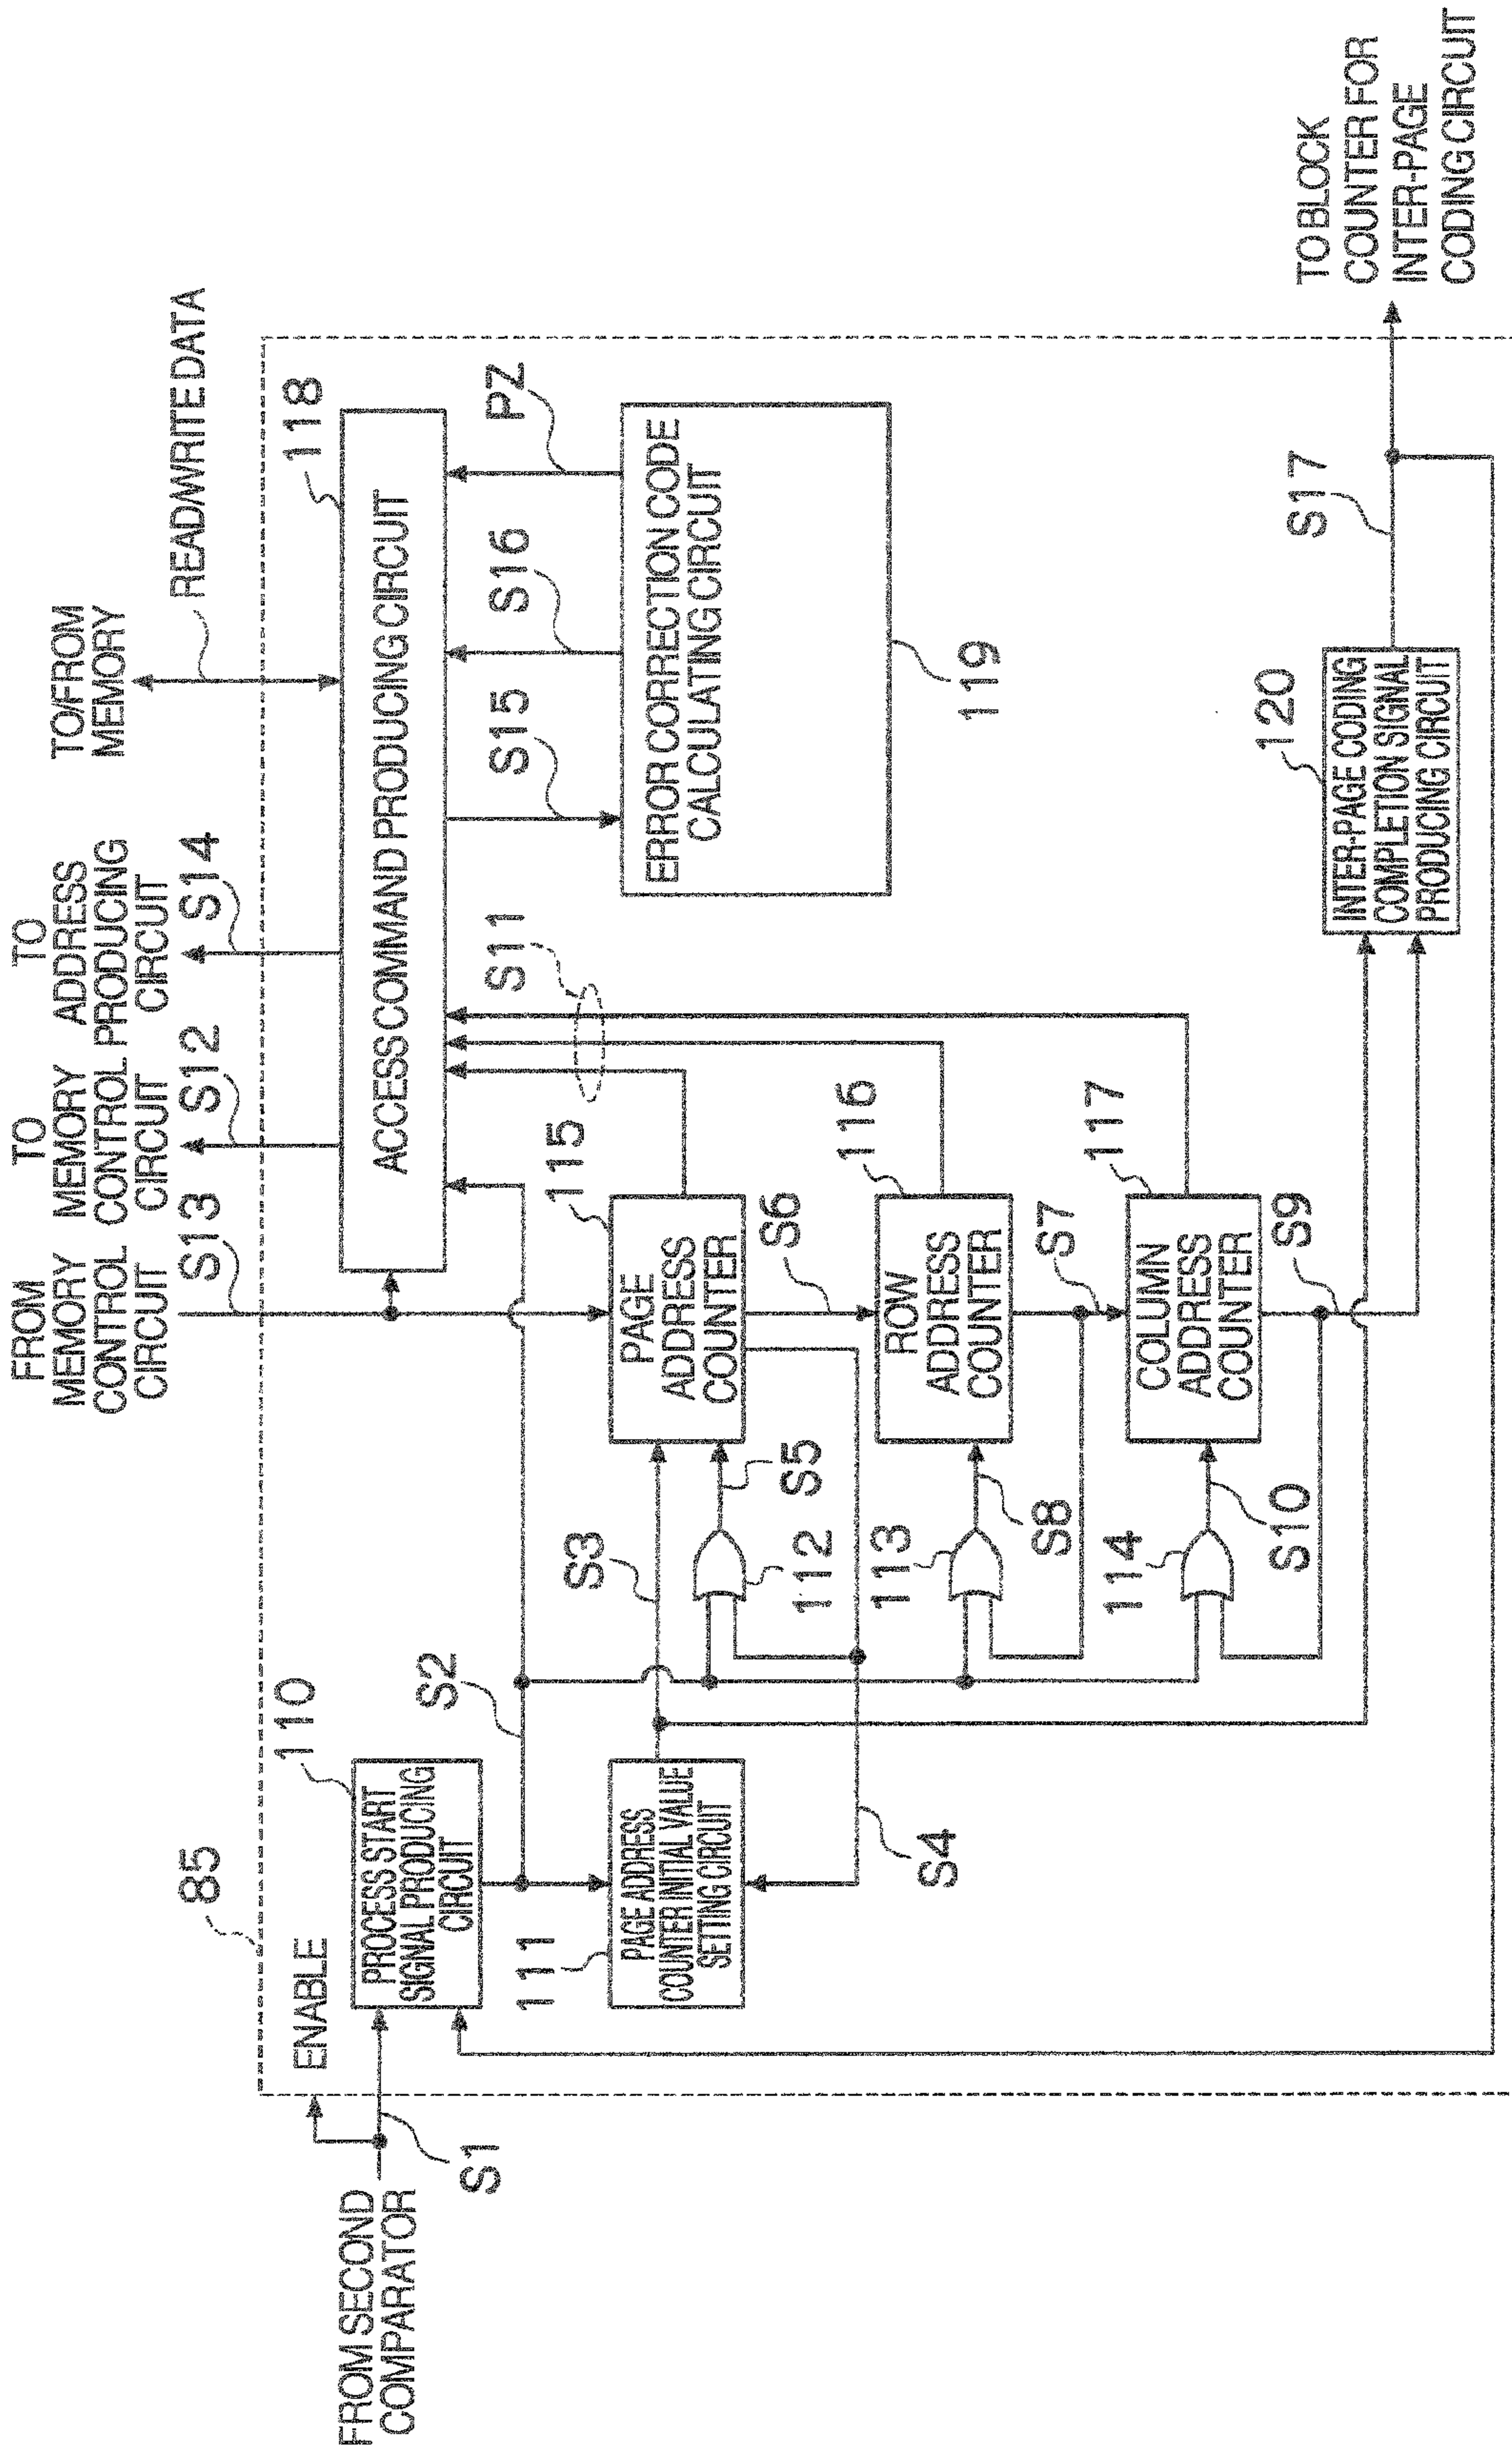 FROM
MEMORY
CONTROL
CIRCUIT
S13
TO
MEMORY
CONTROL
CIRCUIT
S12
TO
ADDRESS
PRODUCING
CIRCUIT
S14
TO/FROM
MEMORY
READ/WRITE DATA
85
FROM SECOND
COMPARATOR
S1
ENABLE
110
PROCESS START
SIGNAL PRODUCING
CIRCUIT
S2
118
ACCESS COMMAND PRODUCING CIRCUIT
111
PAGE ADDRESS
COUNTER INITIAL VALUE
SETTING CIRCUIT
S3
S4
112
S5
115
PAGE
ADDRESS
COUNTER
S11
S15
S16
PZ
ERROR CORRECTION CODE
CALCULATING CIRCUIT
119
S6
113
S8
116
ROW
ADDRESS
COUNTER
S7
114
S10
117
COLUMN
ADDRESS
COUNTER
S9
120
INTER-PAGE CODING
COMPLETION SIGNAL
PRODUCING CIRCUIT
S17
TO BLOCK
COUNTER FOR
INTER-PAGE
CODING CIRCUIT